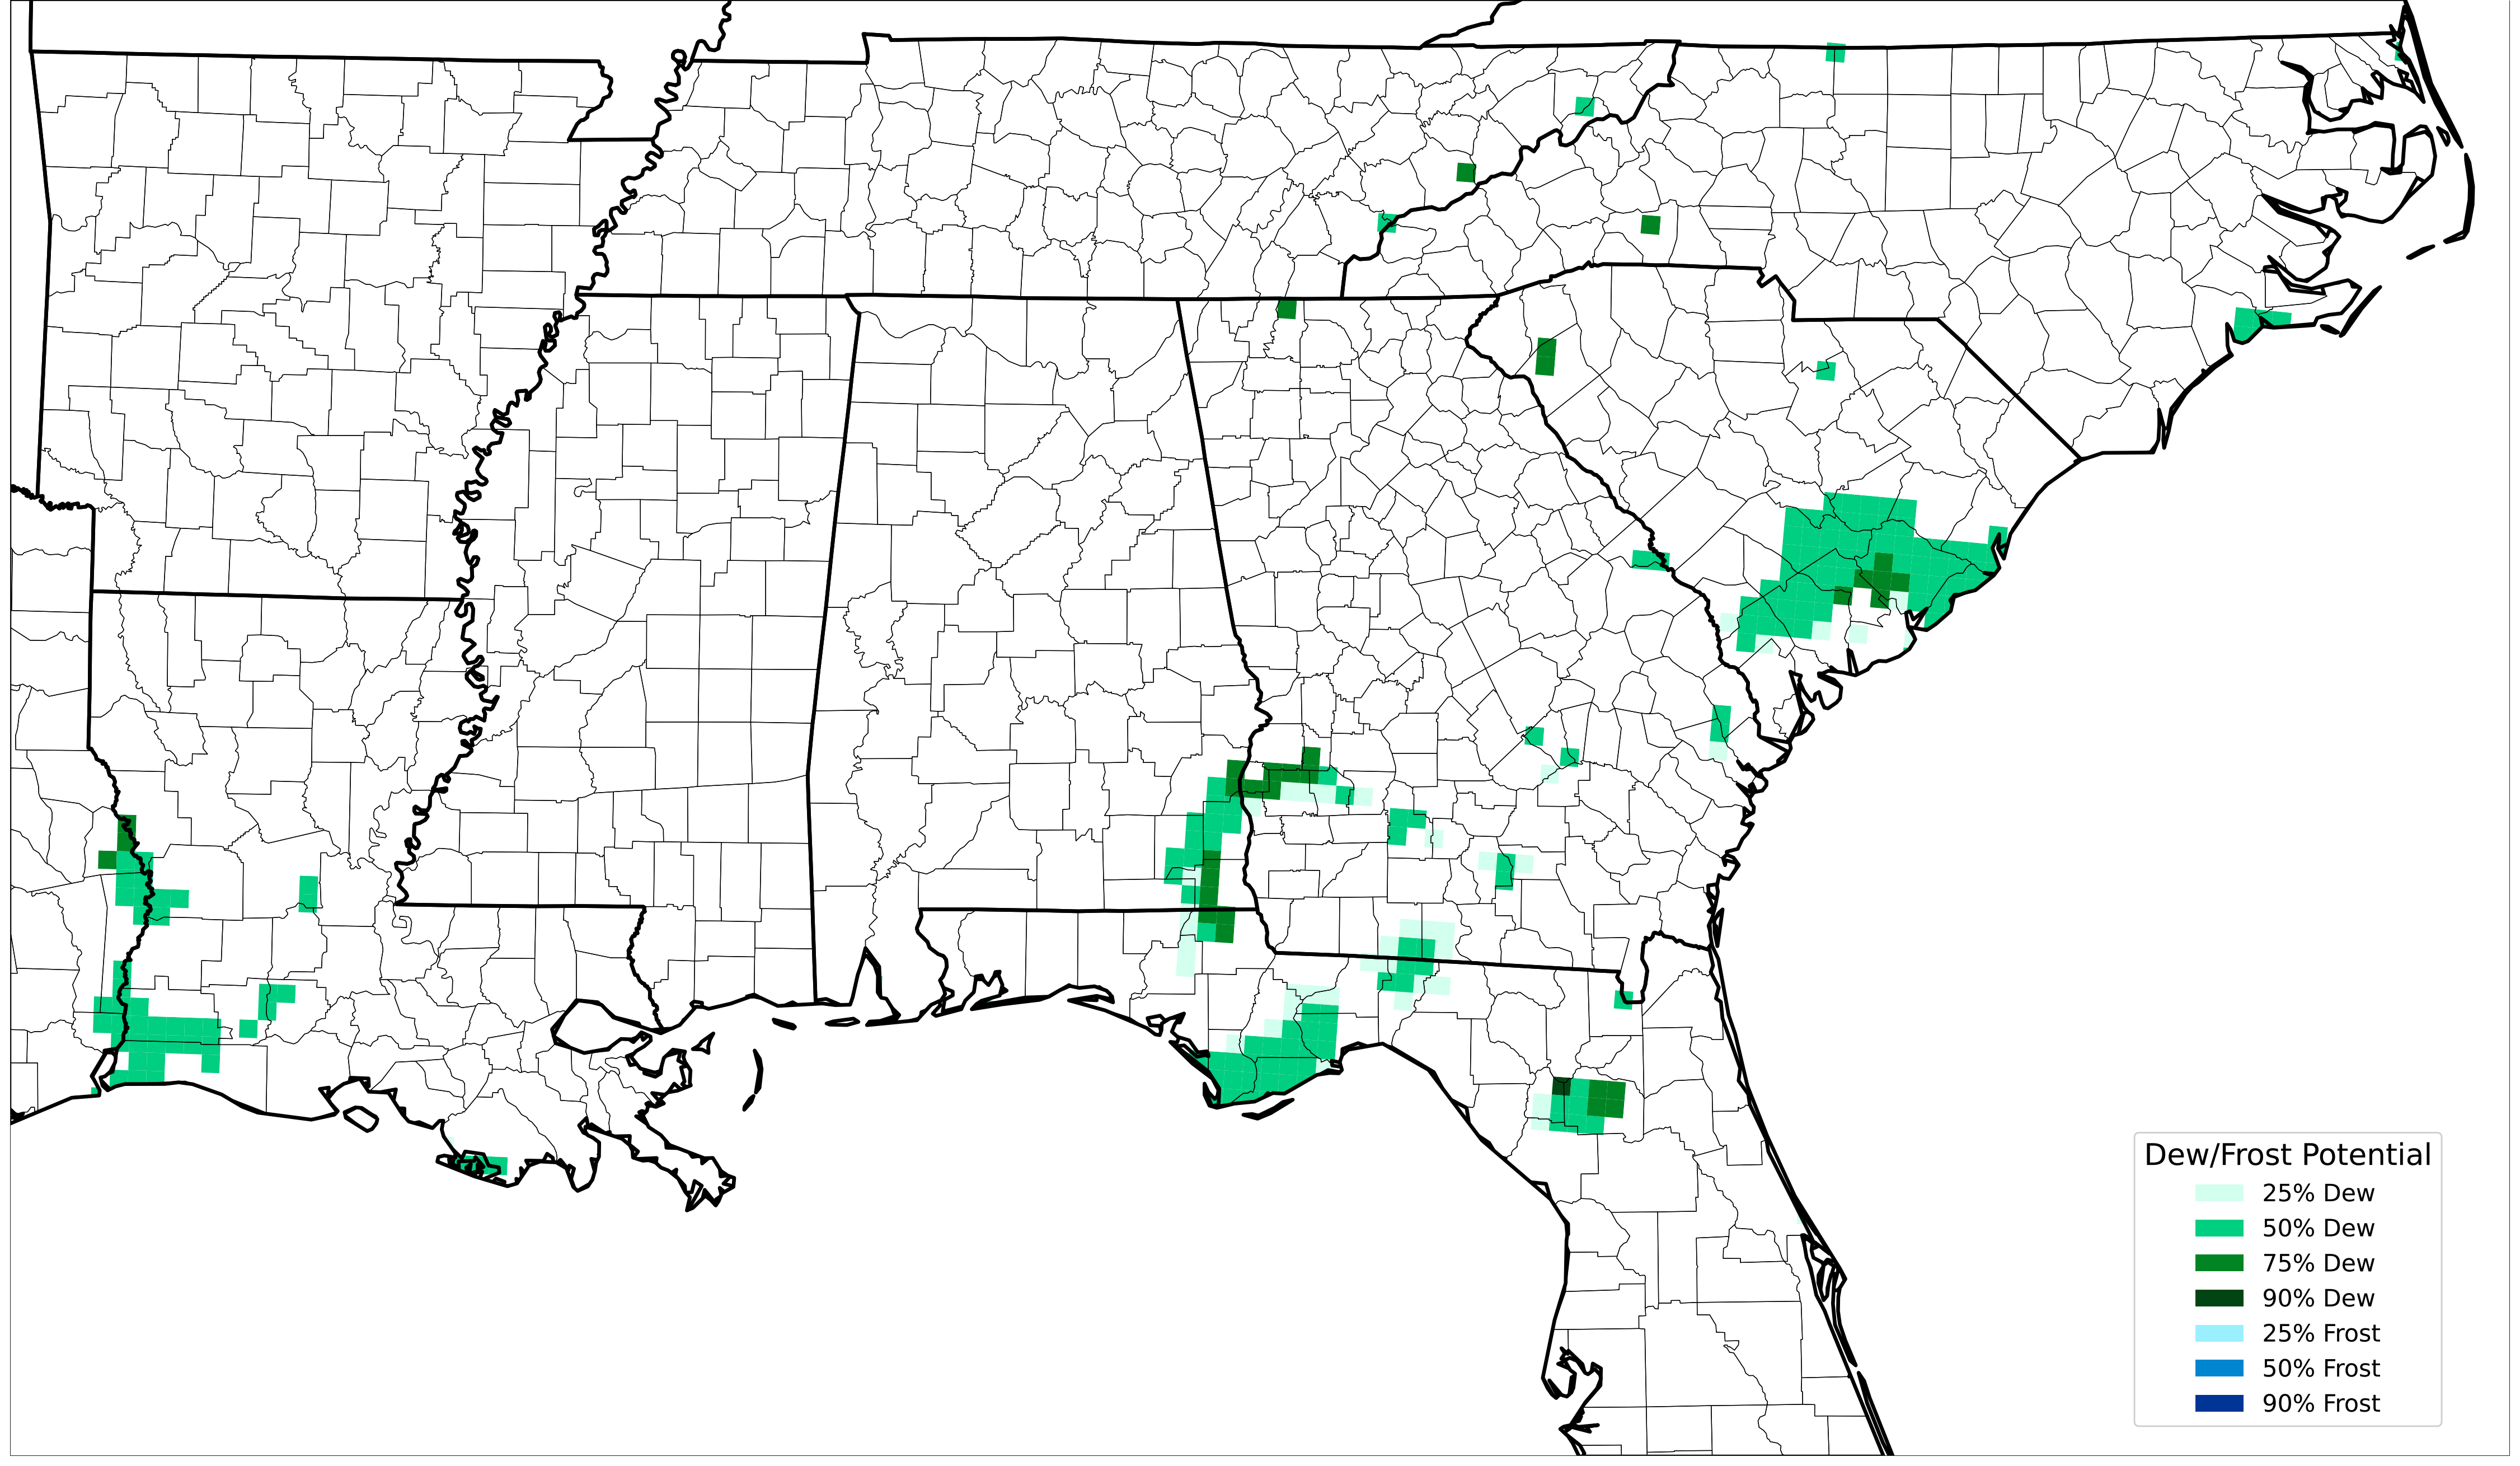 Dew/Frost Potential
25% Dew
50% Dew
75% Dew
90% Dew
25% Frost
50% Frost
90% Frost